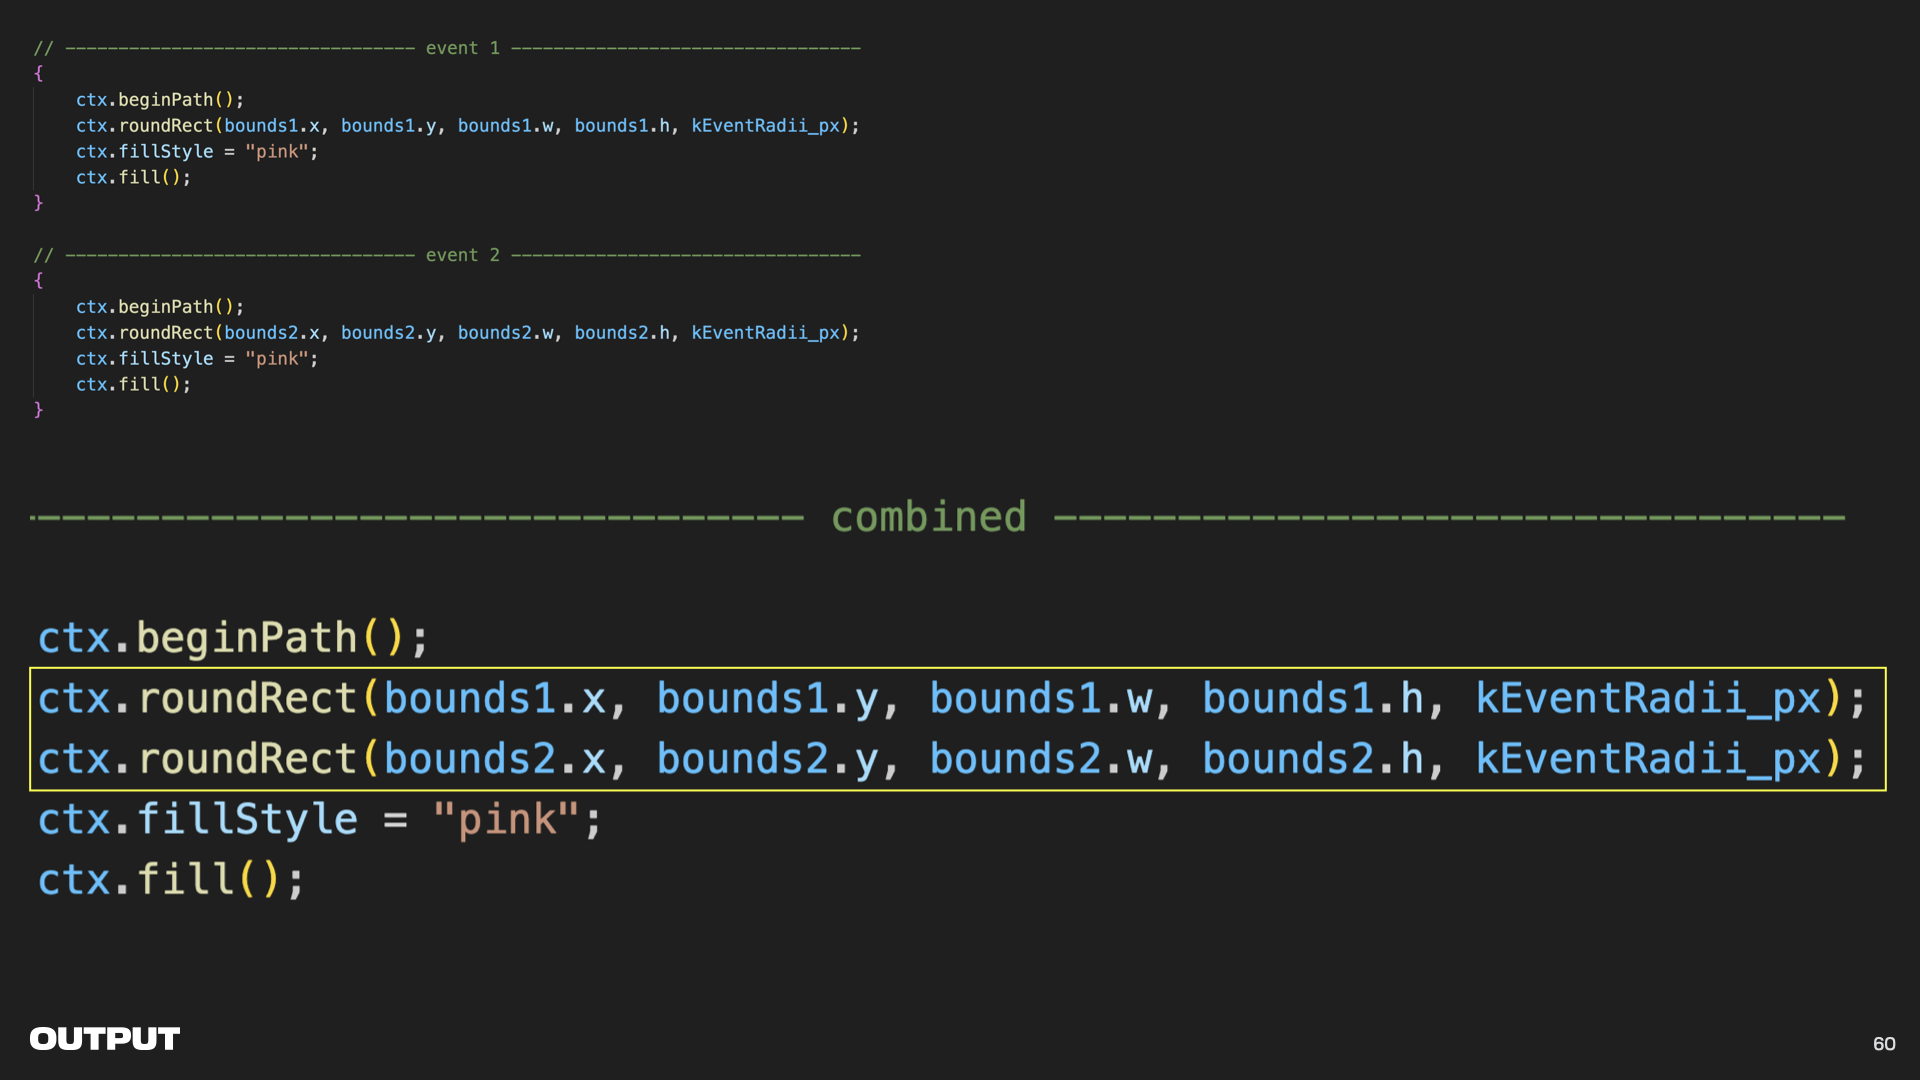 // --------------------------------- event 1 ---------------------------------
{
    ctx.beginPath();
    ctx.roundRect(bounds1.x, bounds1.y, bounds1.w, bounds1.h, kEventRadii_px);
    ctx.fillStyle = "pink";
    ctx.fill();
}
// --------------------------------- event 2 ---------------------------------
{
    ctx.beginPath();
    ctx.roundRect(bounds2.x, bounds2.y, bounds2.w, bounds2.h, kEventRadii_px);
    ctx.fillStyle = "pink";
    ctx.fill();
}
-------------------------------- combined --------------------------------
ctx.beginPath();
ctx.roundRect(bounds1.x, bounds1.y, bounds1.w, bounds1.h, kEventRadii_px);
ctx.roundRect(bounds2.x, bounds2.y, bounds2.w, bounds2.h, kEventRadii_px);
ctx.fillStyle = "pink";
ctx.fill();
OUTPUT
60